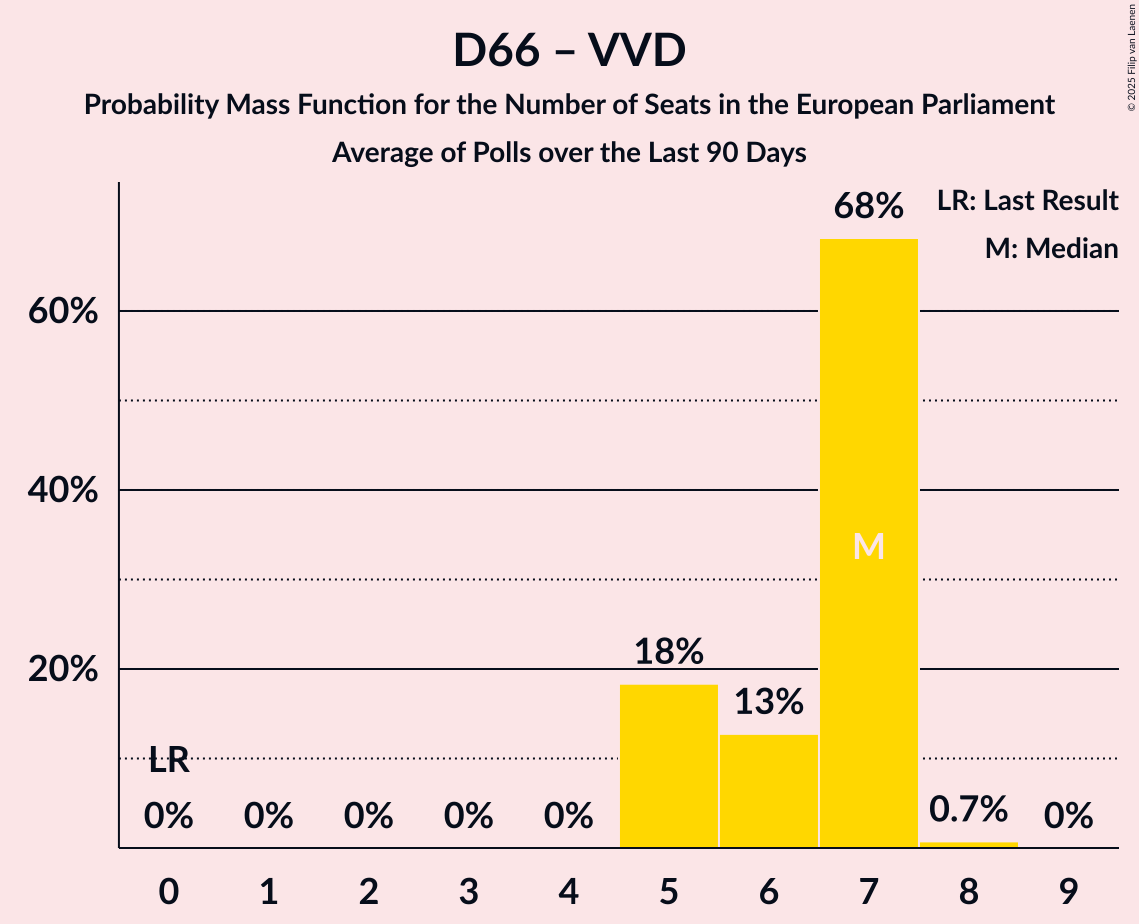 D66 – VVD
Probability Mass Function for the Number of Seats in the European Parliament
Average of Polls over the Last 90 Days
© 2025 Filip van Laenen
LR: Last Result
M: Median
68%
60%
40%
M
18%
20%
13%
LR
0% 0% 0% 0% 0% 0.7% 0%
0 1 2 3 4 5 6 7 8 9